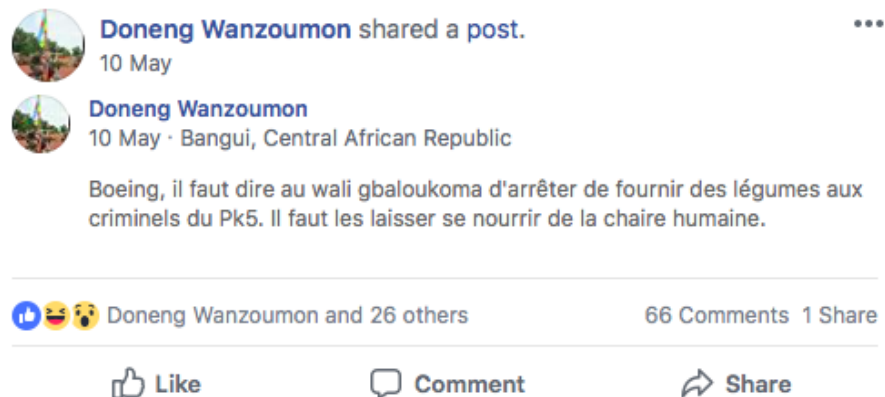 Doneng Wanzoumon shared a post.
10 May
Doneng Wanzoumon
10 May · Bangui, Central African Republic
Boeing, il faut dire au wali gbaloukoma d'arrêter de fournir des légumes aux
criminels du Pk5. Il faut les laisser se nourrir de la chaire humaine.
Doneng Wanzoumon and 26 others 66 Comments 1 Share
Like Comment Share